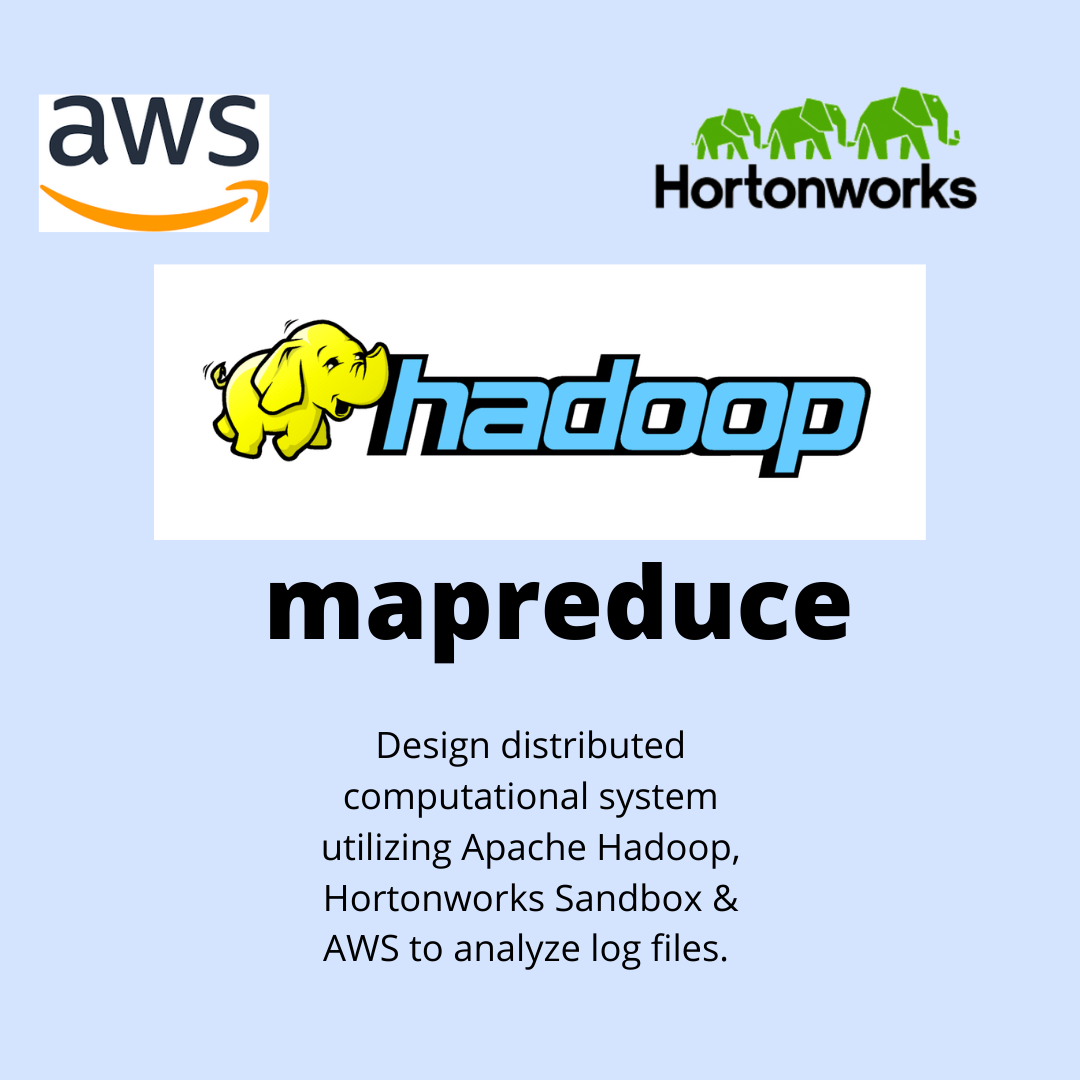 aws
Hortonworks
hadoop
mapreduce
Design distributed
computational system
utilizing Apache Hadoop,
Hortonworks Sandbox &
AWS to analyze log files.